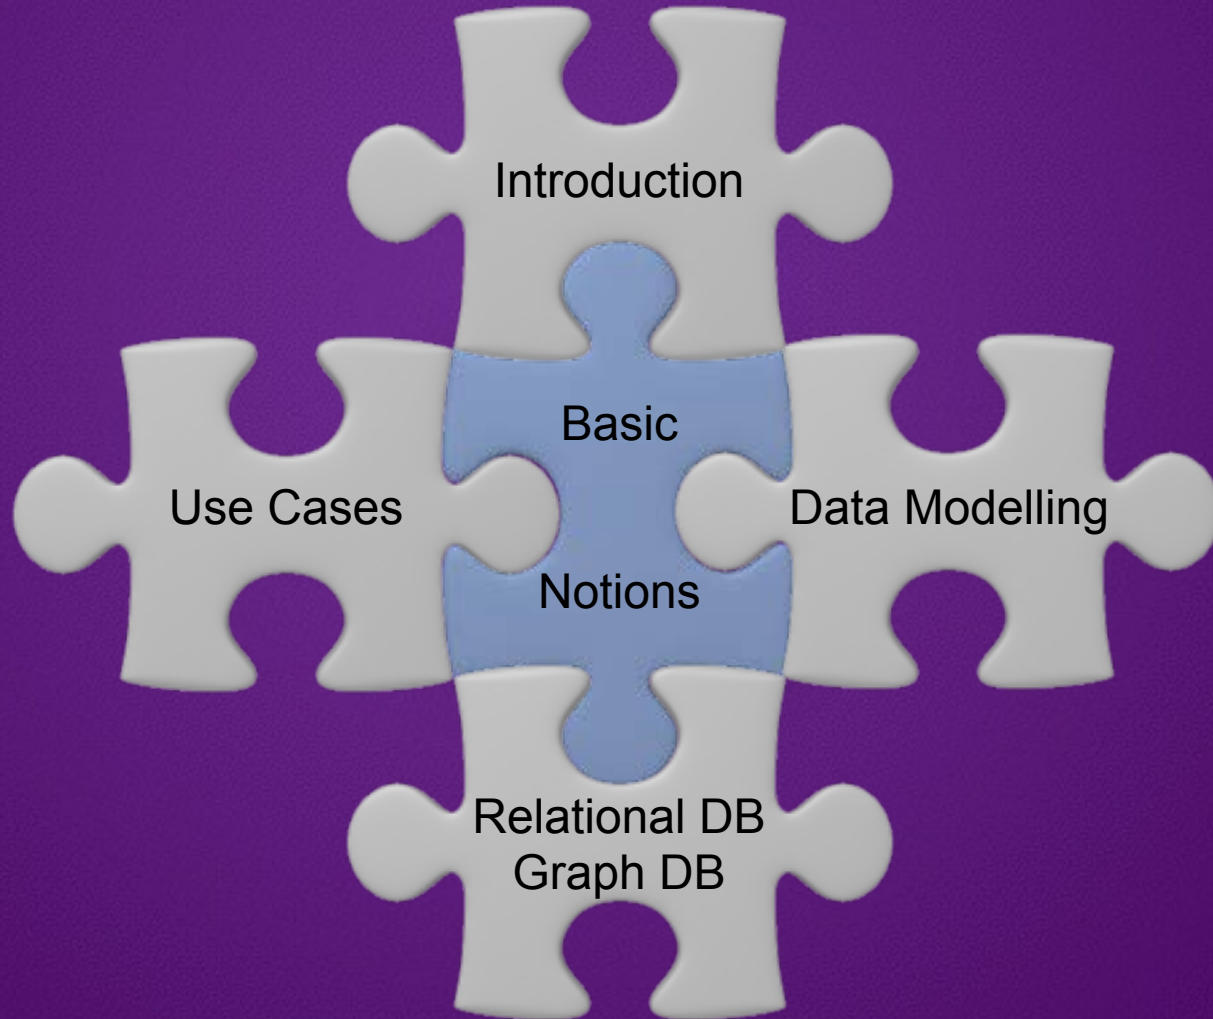 Introduction
Basic
Use Cases
Data Modelling
Notions
Relational DB
Graph DB